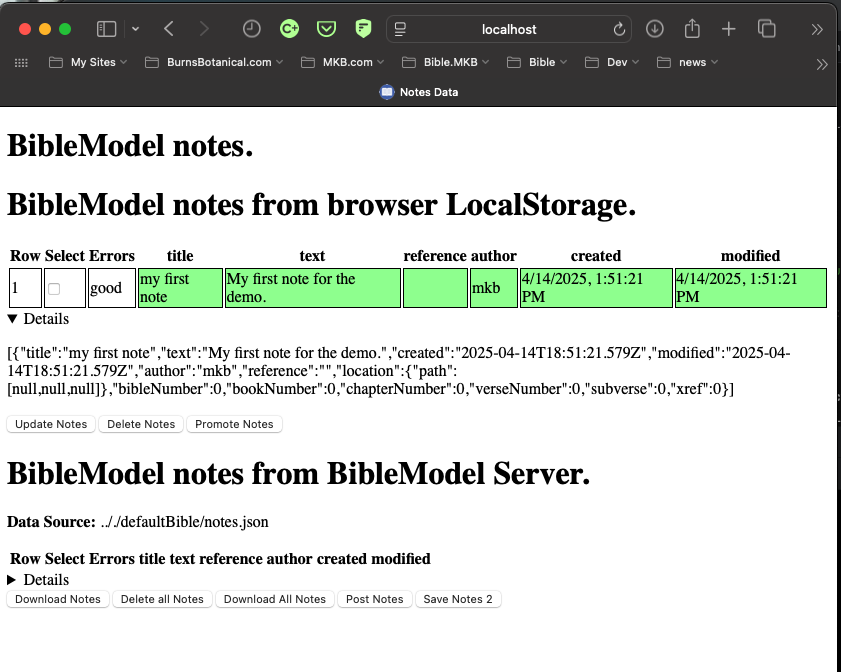 localhost
My Sites BurnsBotanical.com MKB.com Bible.MKB Bible Dev news
Notes Data
BibleModel notes.
BibleModel notes from browser LocalStorage.
Row Select Errors title text reference author created modified
1 good my first note My first note for the demo. mkb 4/14/2025, 1:51:21 PM 4/14/2025, 1:51:21 PM
▼ Details
[{"title":"my first note","text":"My first note for the demo.","created":"2025-04-14T18:51:21.579Z","modified":"2025-04-
14T18:51:21.579Z","author":"mkb","reference":"","location":{"path":
[null,null,null]},"bibleNumber":0,"bookNumber":0,"chapterNumber":0,"verseNumber":0,"subverse":0,"xref":0}]
Update Notes Delete Notes Promote Notes
BibleModel notes from BibleModel Server.
Data Source: .././defaultBible/notes.json
Row Select Errors title text reference author created modified
▶ Details
Download Notes Delete all Notes Download All Notes Post Notes Save Notes 2